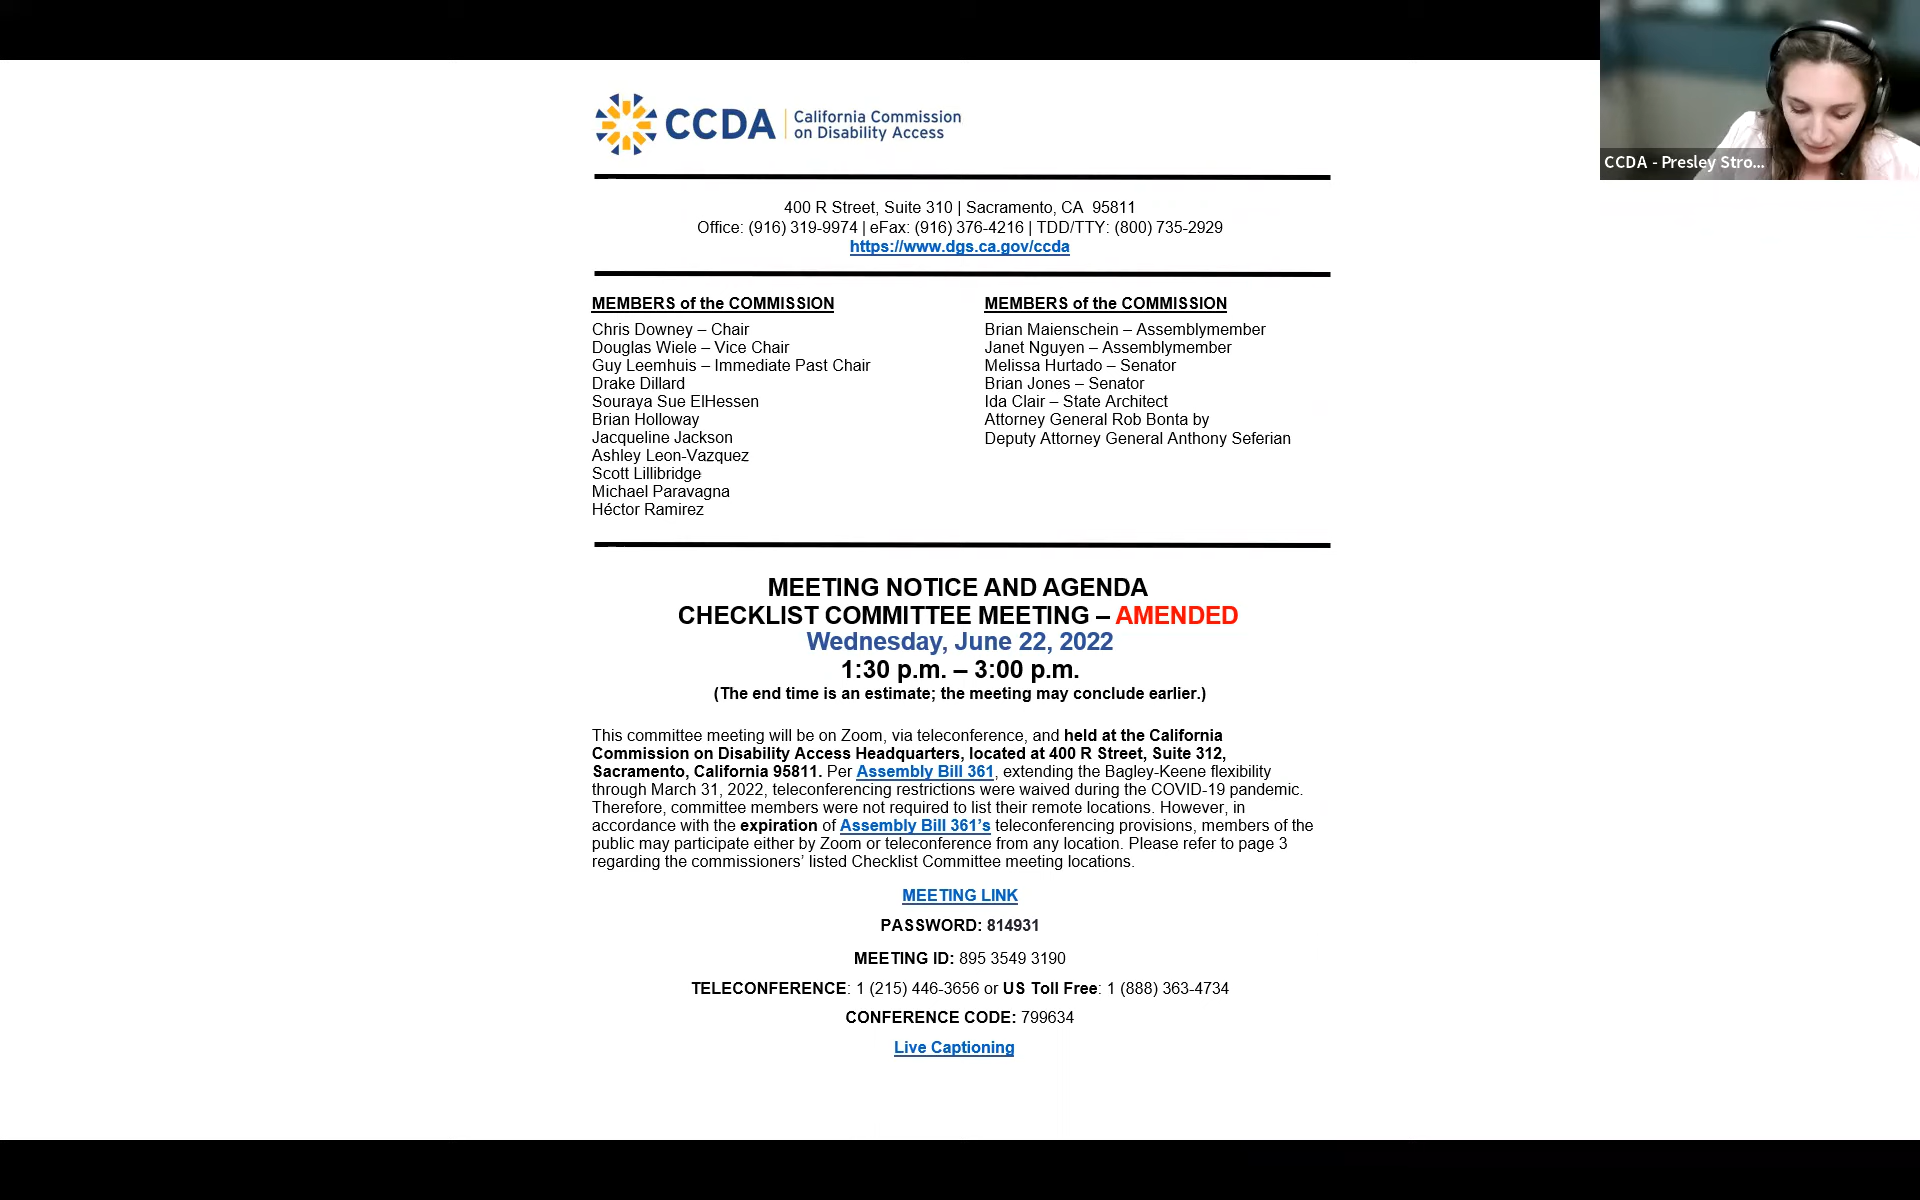 CCDA
California Commission
on Disability Access
CCDA - Presley Stro...
400 R Street, Suite 310 | Sacramento, CA 95811
Office: (916) 319-9974 | eFax: (916) 376-4216 | TDD/TTY: (800) 735-2929
https://www.dgs.ca.gov/ccda
MEMBERS of the COMMISSION
Chris Downey – Chair
Douglas Wiele – Vice Chair
Guy Leemhuis – Immediate Past Chair
Drake Dillard
Souraya Sue ElHessen
Brian Holloway
Jacqueline Jackson
Ashley Leon-Vazquez
Scott Lillibridge
Michael Paravagna
Héctor Ramirez
MEMBERS of the COMMISSION
Brian Maienschein – Assemblymember
Janet Nguyen – Assemblymember
Melissa Hurtado – Senator
Brian Jones – Senator
Ida Clair – State Architect
Attorney General Rob Bonta by
Deputy Attorney General Anthony Seferian
MEETING NOTICE AND AGENDA
CHECKLIST COMMITTEE MEETING – AMENDED
Wednesday, June 22, 2022
1:30 p.m. – 3:00 p.m.
(The end time is an estimate; the meeting may conclude earlier.)
This committee meeting will be on Zoom, via teleconference, and held at the California
Commission on Disability Access Headquarters, located at 400 R Street, Suite 312,
Sacramento, California 95811. Per Assembly Bill 361, extending the Bagley-Keene flexibility
through March 31, 2022, teleconferencing restrictions were waived during the COVID-19 pandemic.
Therefore, committee members were not required to list their remote locations. However, in
accordance with the expiration of Assembly Bill 361’s teleconferencing provisions, members of the
public may participate either by Zoom or teleconference from any location. Please refer to page 3
regarding the commissioners’ listed Checklist Committee meeting locations.
MEETING LINK
PASSWORD: 814931
MEETING ID: 895 3549 3190
TELECONFERENCE: 1 (215) 446-3656 or US Toll Free: 1 (888) 363-4734
CONFERENCE CODE: 799634
Live Captioning